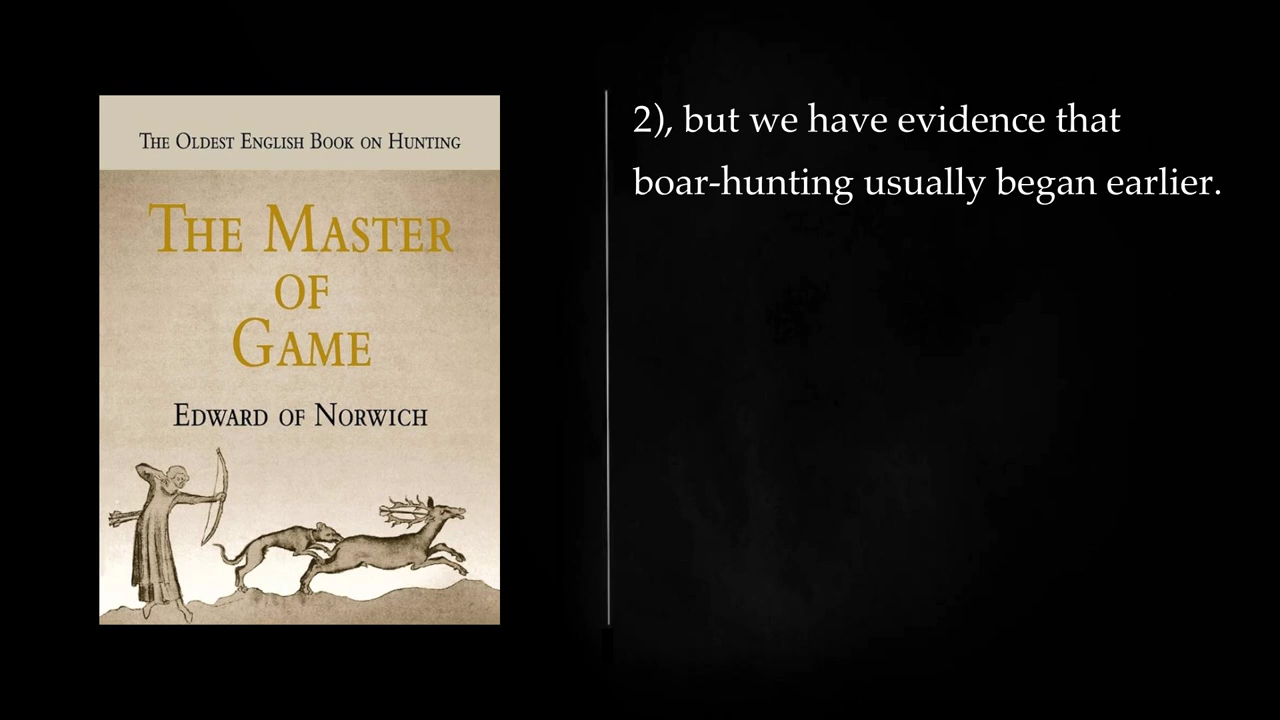 The Oldest English Book on Hunting
The Master
of
Game
Edward of Norwich
2), but we have evidence that
boar-hunting usually began earlier.